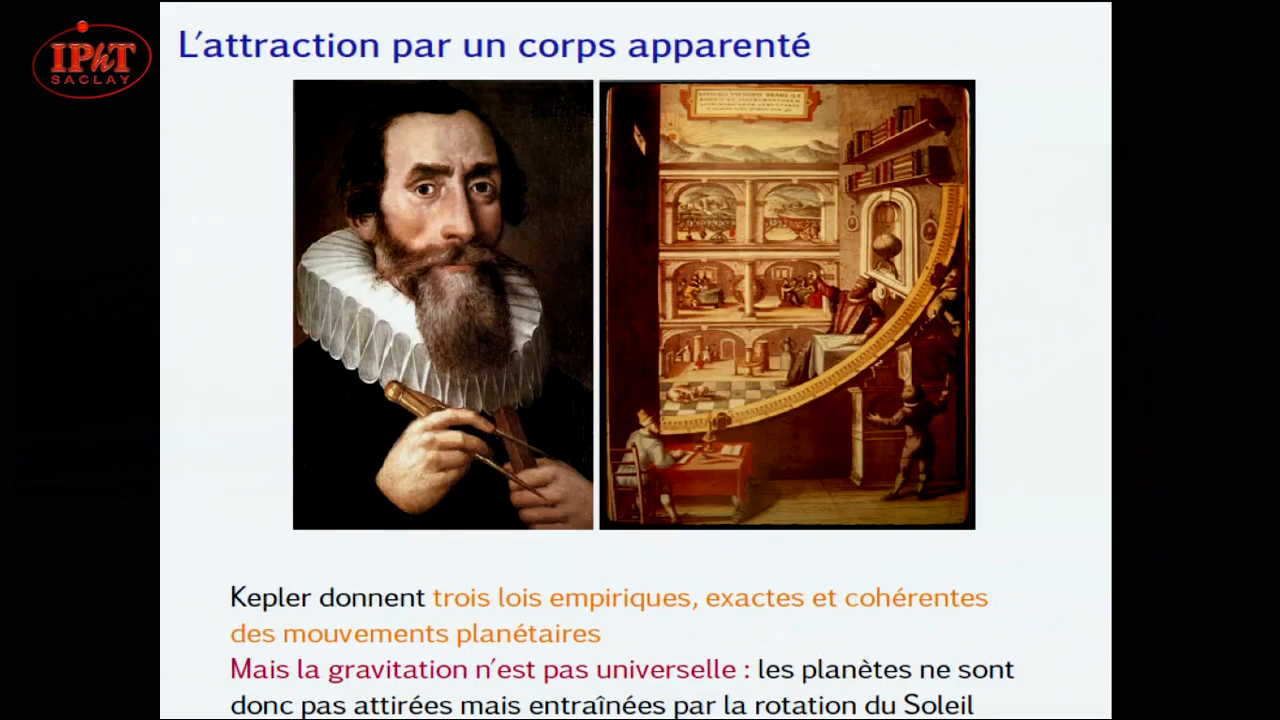 IPhT
SACLAY
L'attraction par un corps apparenté
Kepler donnent trois lois empiriques, exactes et cohérentes
des mouvements planétaires
Mais la gravitation n'est pas universelle : les planètes ne sont
donc pas attirées mais entraînées par la rotation du Soleil